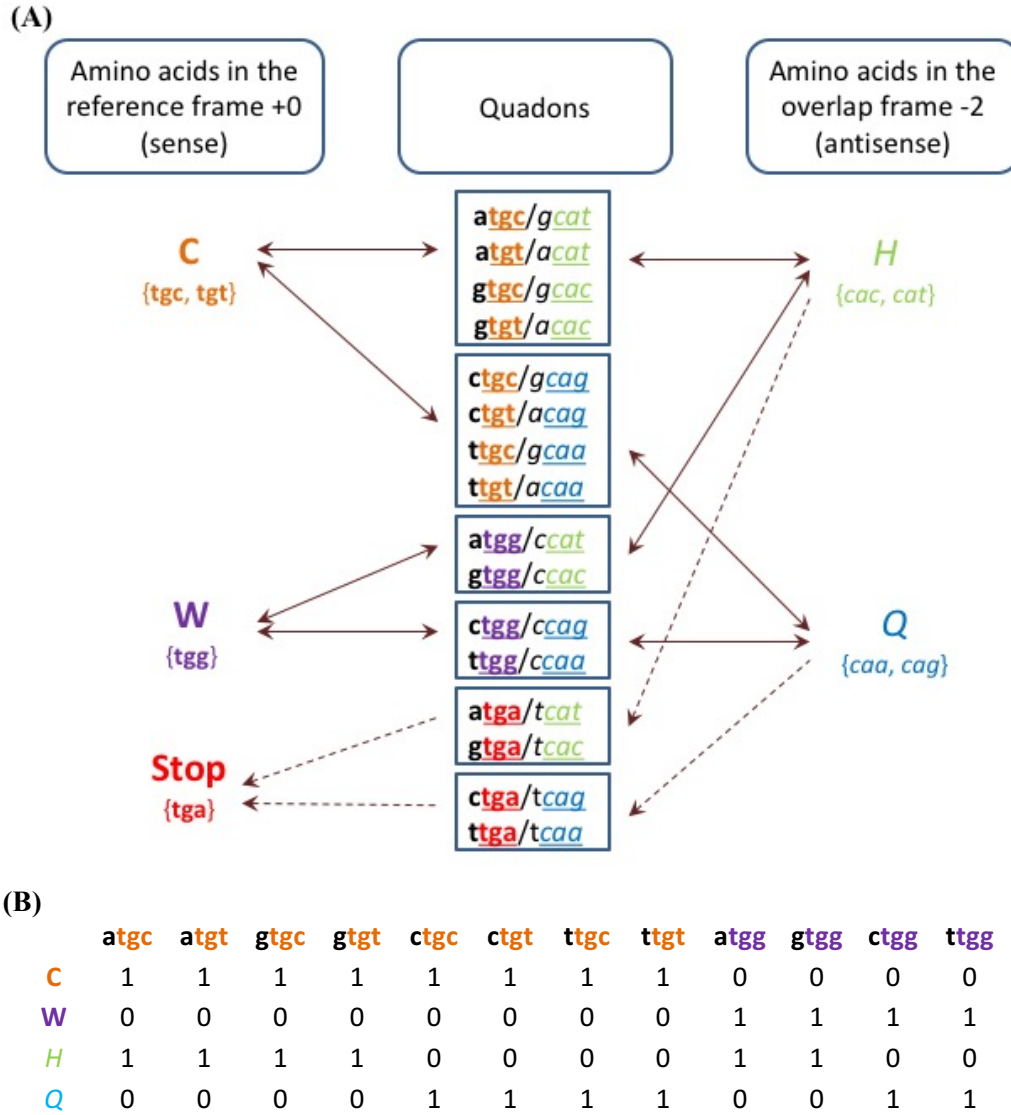 (A)
Amino acids in the
reference frame +0
(sense)
Quadons
Amino acids in the
overlap frame -2
(antisense)
C
{tgc, tgt}
W
{tgg}
Stop
{tga}
atgc/gcat
atgt/acat
gtgc/gcac
gtgt/acac
ctgc/gcag
ctgt/acag
ttgc/gcaa
ttgt/acaa
atgg/ccat
gtgg/ccac
ctgg/ccag
ttgg/ccaa
atga/tcat
gtga/tcac
ctga/tcag
ttga/tcaa
H
{cac, cat}
Q
{caa, cag}
(B)
atgc atgt gtgc gtgt ctgc ctgt ttgc ttgt atgg gtgg ctgg ttgg
C 1 1 1 1 1 1 1 1 0 0 0 0
W 0 0 0 0 0 0 0 0 1 1 1 1
H 1 1 1 1 0 0 0 0 1 1 0 0
Q 0 0 0 0 1 1 1 1 0 0 1 1